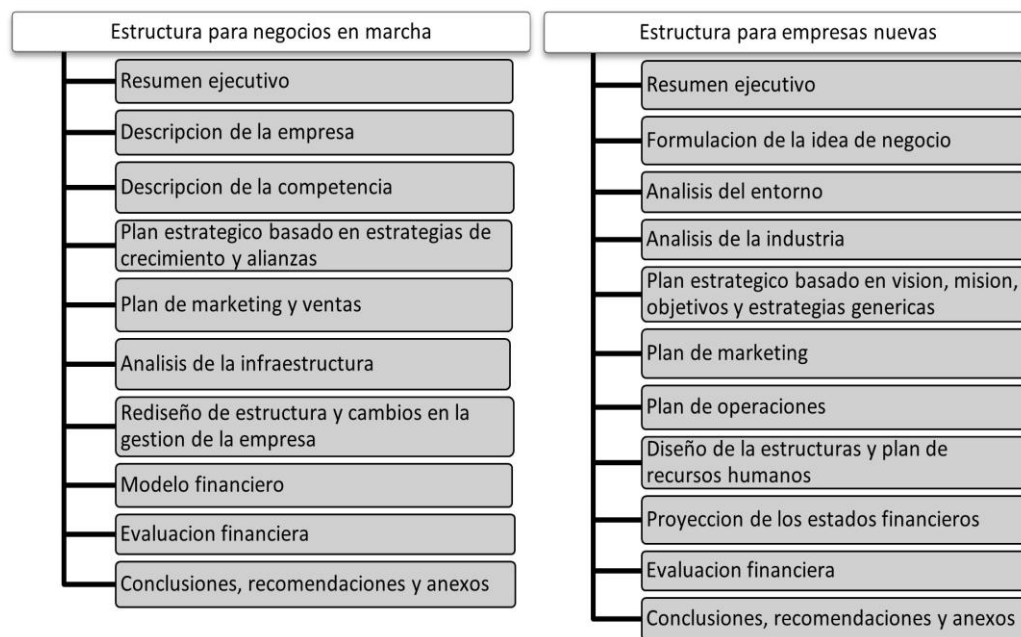 Estructura para negocios en marcha
Resumen ejecutivo
Descripcion de la empresa
Descripcion de la competencia
Plan estrategico basado en estrategias de
crecimiento y alianzas
Plan de marketing y ventas
Analisis de la infraestructura
Rediseño de estructura y cambios en la
gestion de la empresa
Modelo financiero
Evaluacion financiera
Conclusiones, recomendaciones y anexos
Estructura para empresas nuevas
Resumen ejecutivo
Formulacion de la idea de negocio
Analisis del entorno
Analisis de la industria
Plan estrategico basado en vision, mision,
objetivos y estrategias genericas
Plan de marketing
Plan de operaciones
Diseño de la estructuras y plan de
recursos humanos
Proyeccion de los estados financieros
Evaluacion financiera
Conclusiones, recomendaciones y anexos